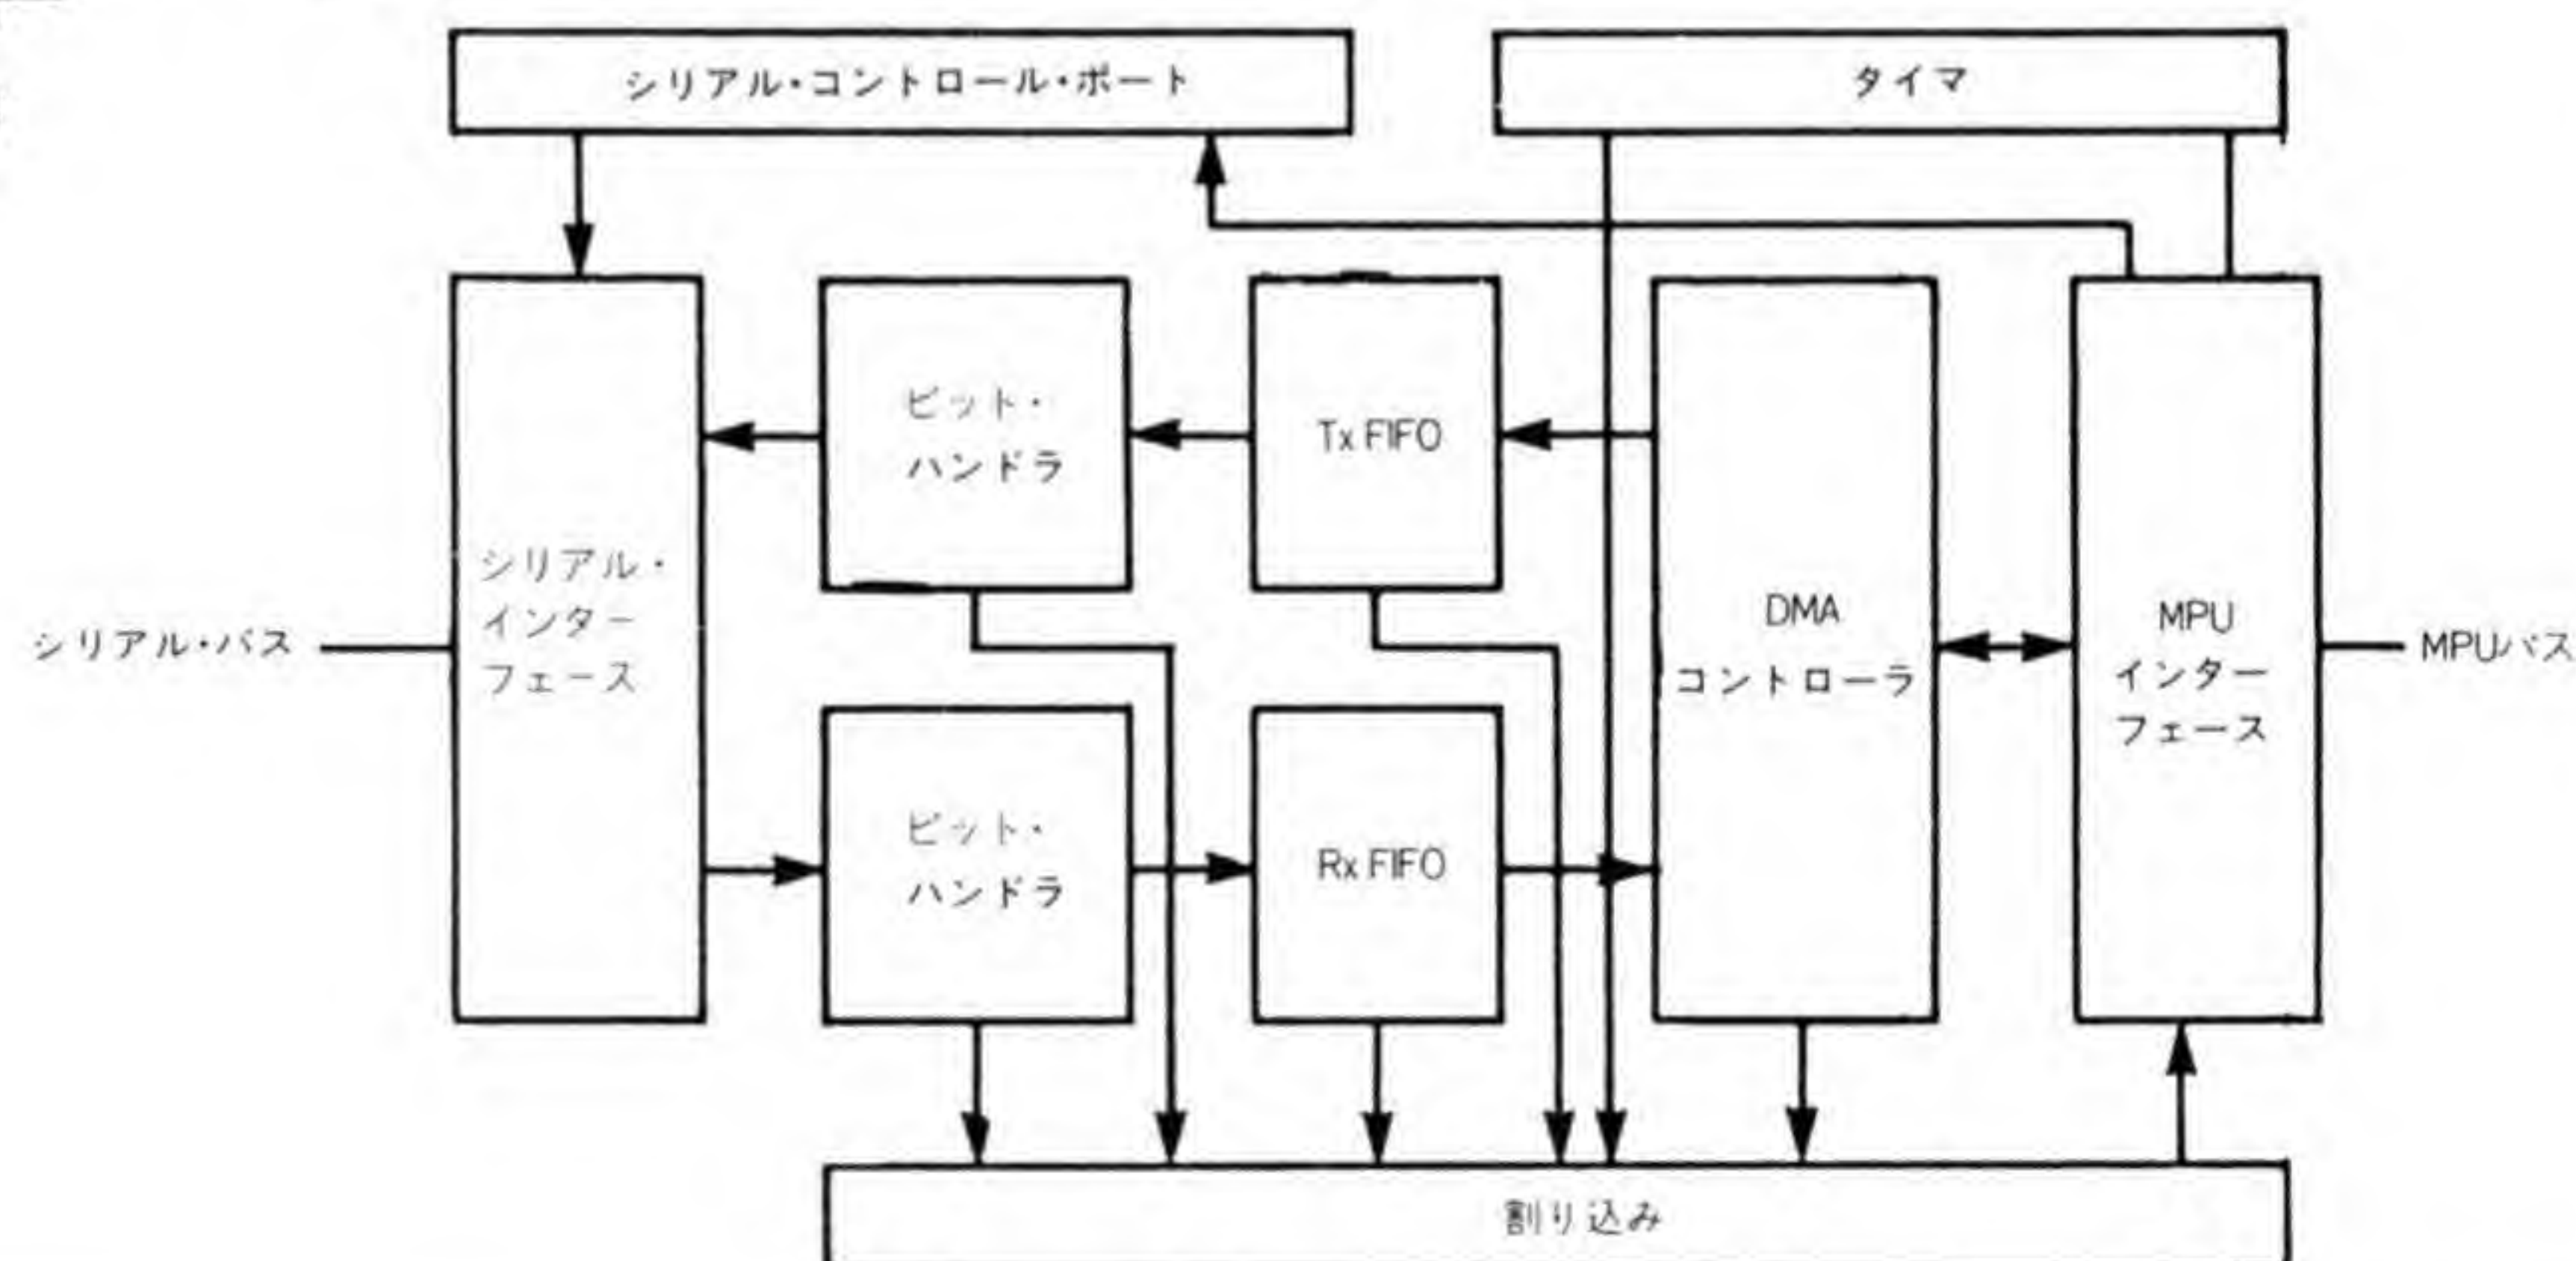 シリアル・コントロール・ポート
タイマ
ビット・
ハンドラ
Tx FIFO
シリアル・
インター
フェース
シリアル・バス
DMA
コントローラ
MPU
インター
フェース
MPUバス
ビット・
ハンドラ
Rx FIFO
割り込み